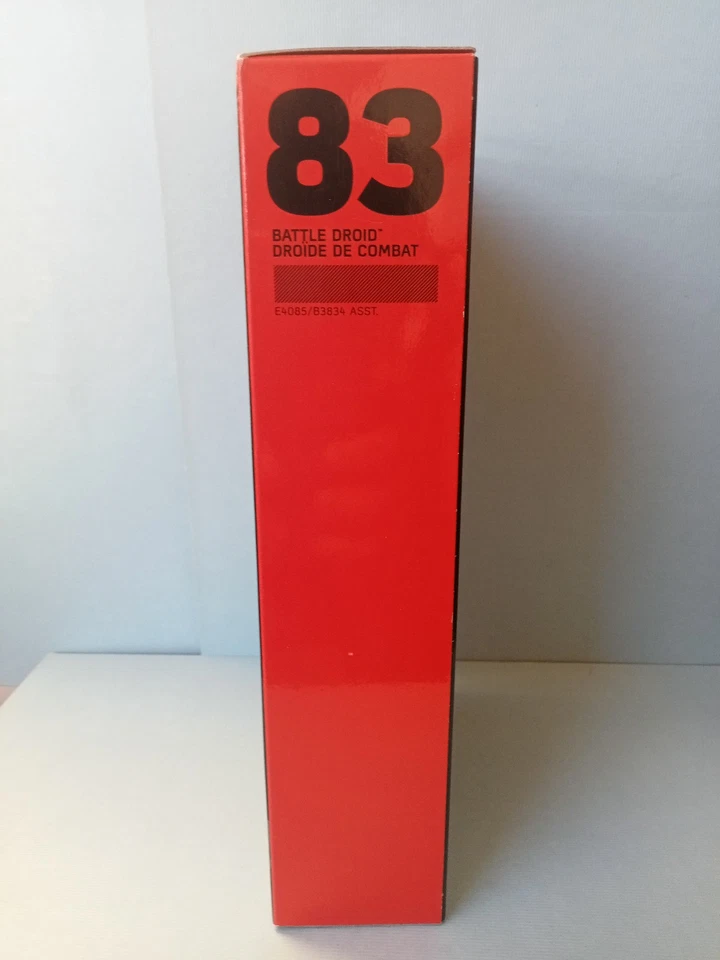 83
BATTLE DROID™
DROÏDE DE COMBAT
E4085/B3834 ASST.